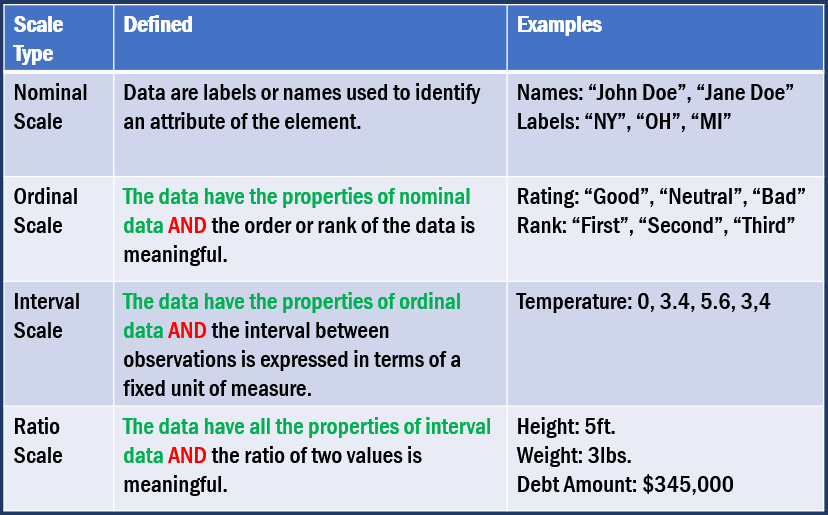 Scale
Type
Defined
Examples
Nominal
Scale
Data are labels or names used to identify
an attribute of the element.
Names: “John Doe”, “Jane Doe”
Labels: “NY”, “OH”, “MI”
Ordinal
Scale
The data have the properties of nominal
data AND the order or rank of the data is
meaningful.
Rating: “Good”, “Neutral”, “Bad”
Rank: “First”, “Second”, “Third”
Interval
Scale
The data have the properties of ordinal
data AND the interval between
observations is expressed in terms of a
fixed unit of measure.
Temperature: 0, 3.4, 5.6, 3,4
Ratio
Scale
The data have all the properties of interval
data AND the ratio of two values is
meaningful.
Height: 5ft.
Weight: 3lbs.
Debt Amount: $345,000